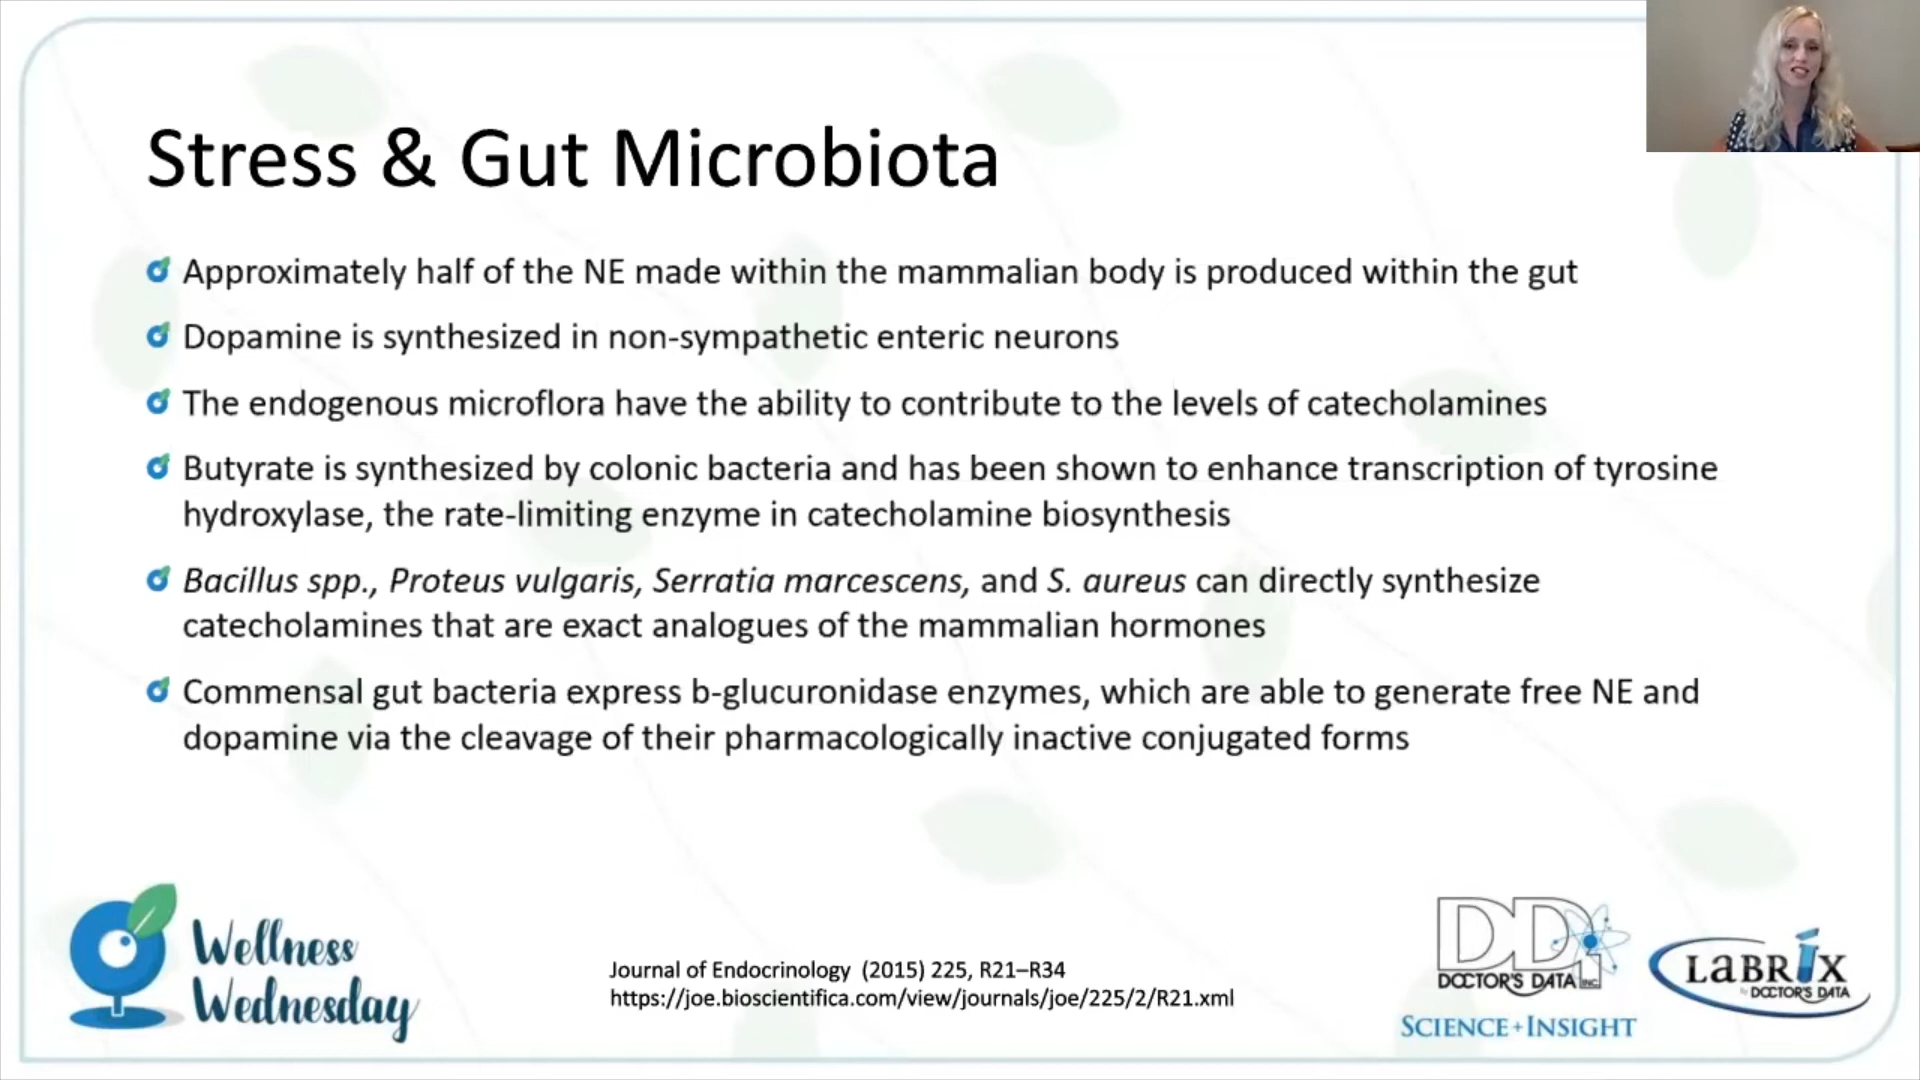 Stress & Gut Microbiota
Approximately half of the NE made within the mammalian body is produced within the gut
Dopamine is synthesized in non-sympathetic enteric neurons
The endogenous microflora have the ability to contribute to the levels of catecholamines
Butyrate is synthesized by colonic bacteria and has been shown to enhance transcription of tyrosine
hydroxylase, the rate-limiting enzyme in catecholamine biosynthesis
Bacillus spp., Proteus vulgaris, Serratia marcescens, and S. aureus can directly synthesize
catecholamines that are exact analogues of the mammalian hormones
Commensal gut bacteria express b-glucuronidase enzymes, which are able to generate free NE and
dopamine via the cleavage of their pharmacologically inactive conjugated forms
Wellness
Wednesday
Journal of Endocrinology (2015) 225, R21–R34
https://joe.bioscientifica.com/view/journals/joe/225/2/R21.xml
DDI
DOCTOR'S DATA INC.
SCIENCE+INSIGHT
LABRIX
by DOCTOR'S DATA